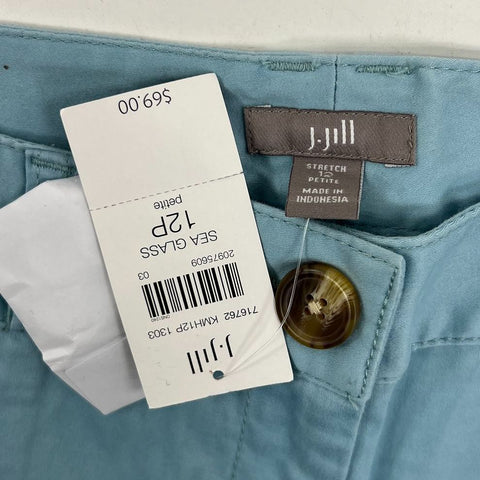 J.Jill
STRETCH
12
PETITE
MADE IN
INDONESIA
J.Jill
716762 KMH12P 1303
20975609
03
SEA GLASS
12P
petite
$69.00